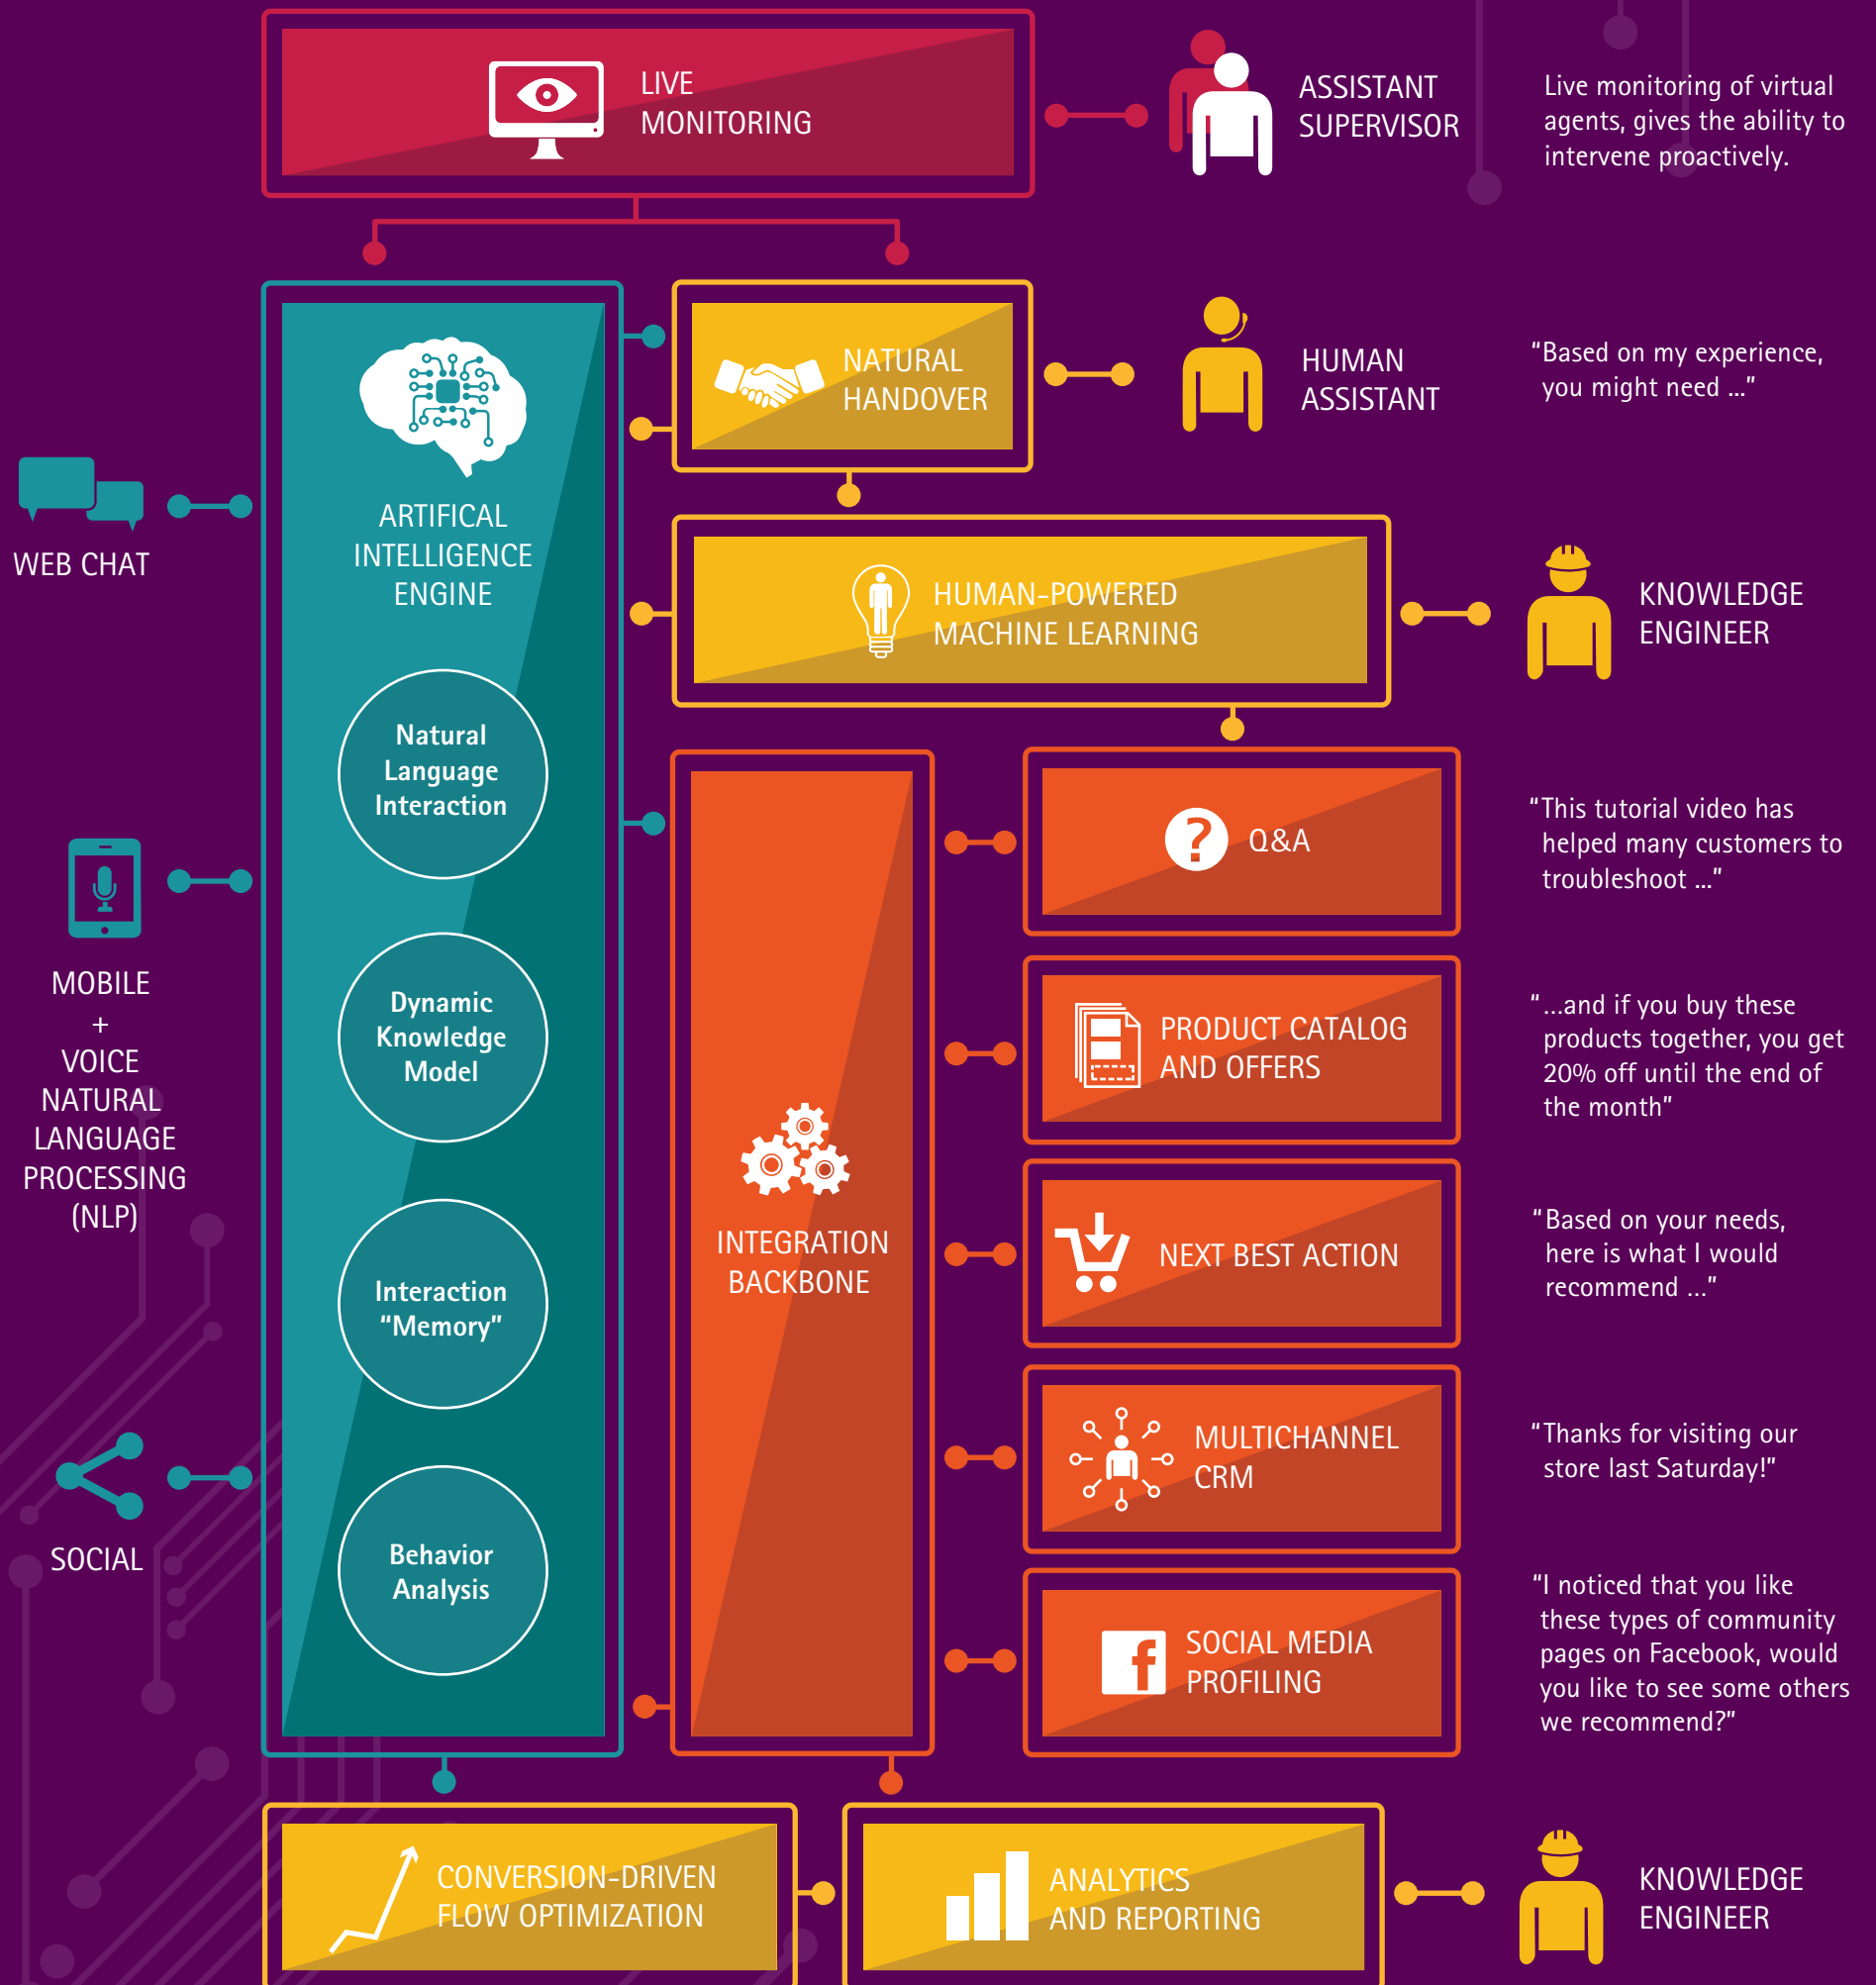 LIVE
MONITORING
ASSISTANT
SUPERVISOR
Live monitoring of virtual
agents, gives the ability to
intervene proactively.
NATURAL
HANDOVER
HUMAN
ASSISTANT
"Based on my experience,
you might need ..."
WEB CHAT
ARTIFICAL
INTELLIGENCE
ENGINE
HUMAN-POWERED
MACHINE LEARNING
KNOWLEDGE
ENGINEER
Natural
Language
Interaction
Dynamic
Knowledge
Model
Interaction
"Memory"
Behavior
Analysis
MOBILE
+
VOICE
NATURAL
LANGUAGE
PROCESSING
(NLP)
SOCIAL
INTEGRATION
BACKBONE
?
Q&A
"This tutorial video has
helped many customers to
troubleshoot ..."
PRODUCT CATALOG
AND OFFERS
"...and if you buy these
products together, you get
20% off until the end of
the month"
NEXT BEST ACTION
"Based on your needs,
here is what I would
recommend ..."
MULTICHANNEL
CRM
"Thanks for visiting our
store last Saturday!"
f
SOCIAL MEDIA
PROFILING
"I noticed that you like
these types of community
pages on Facebook, would
you like to see some others
we recommend?"
CONVERSION-DRIVEN
FLOW OPTIMIZATION
ANALYTICS
AND REPORTING
KNOWLEDGE
ENGINEER